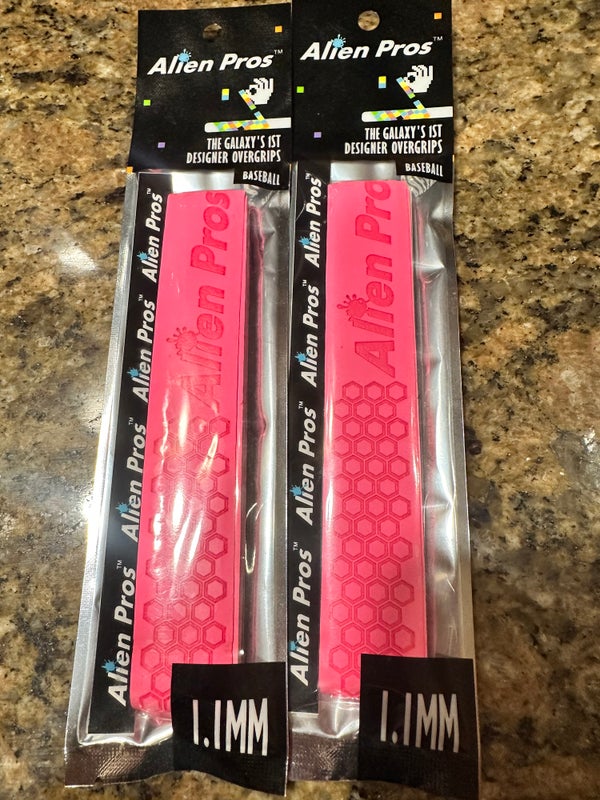 Alien Pros™
THE GALAXY'S 1ST
DESIGNER OVERGRIPS
BASEBALL
Alien Pros™
Alien Pros™
Alien Pros™
Alien Pros™
Alien Pros
1.1MM
Alien Pros™
THE GALAXY'S 1ST
DESIGNER OVERGRIPS
BASEBALL
Alien Pros™
Alien Pros™
Alien Pros™
Alien Pros™
Alien Pro
1.1MM